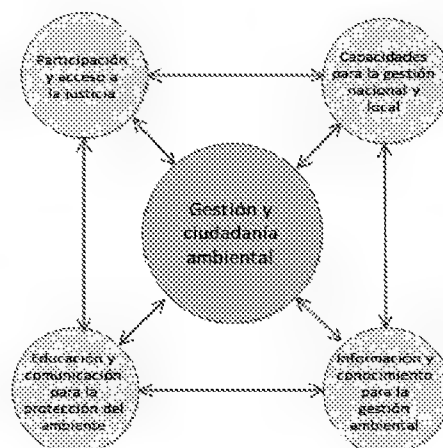 Participación
y acceso a
la justicia
Capacidades
para la gestión
nacional y
local
Gestión y
ciudadanía
ambiental
Educación y
comunicación
para la
protección del
ambiente
Información y
conocimiento
para la
gestión
ambiental